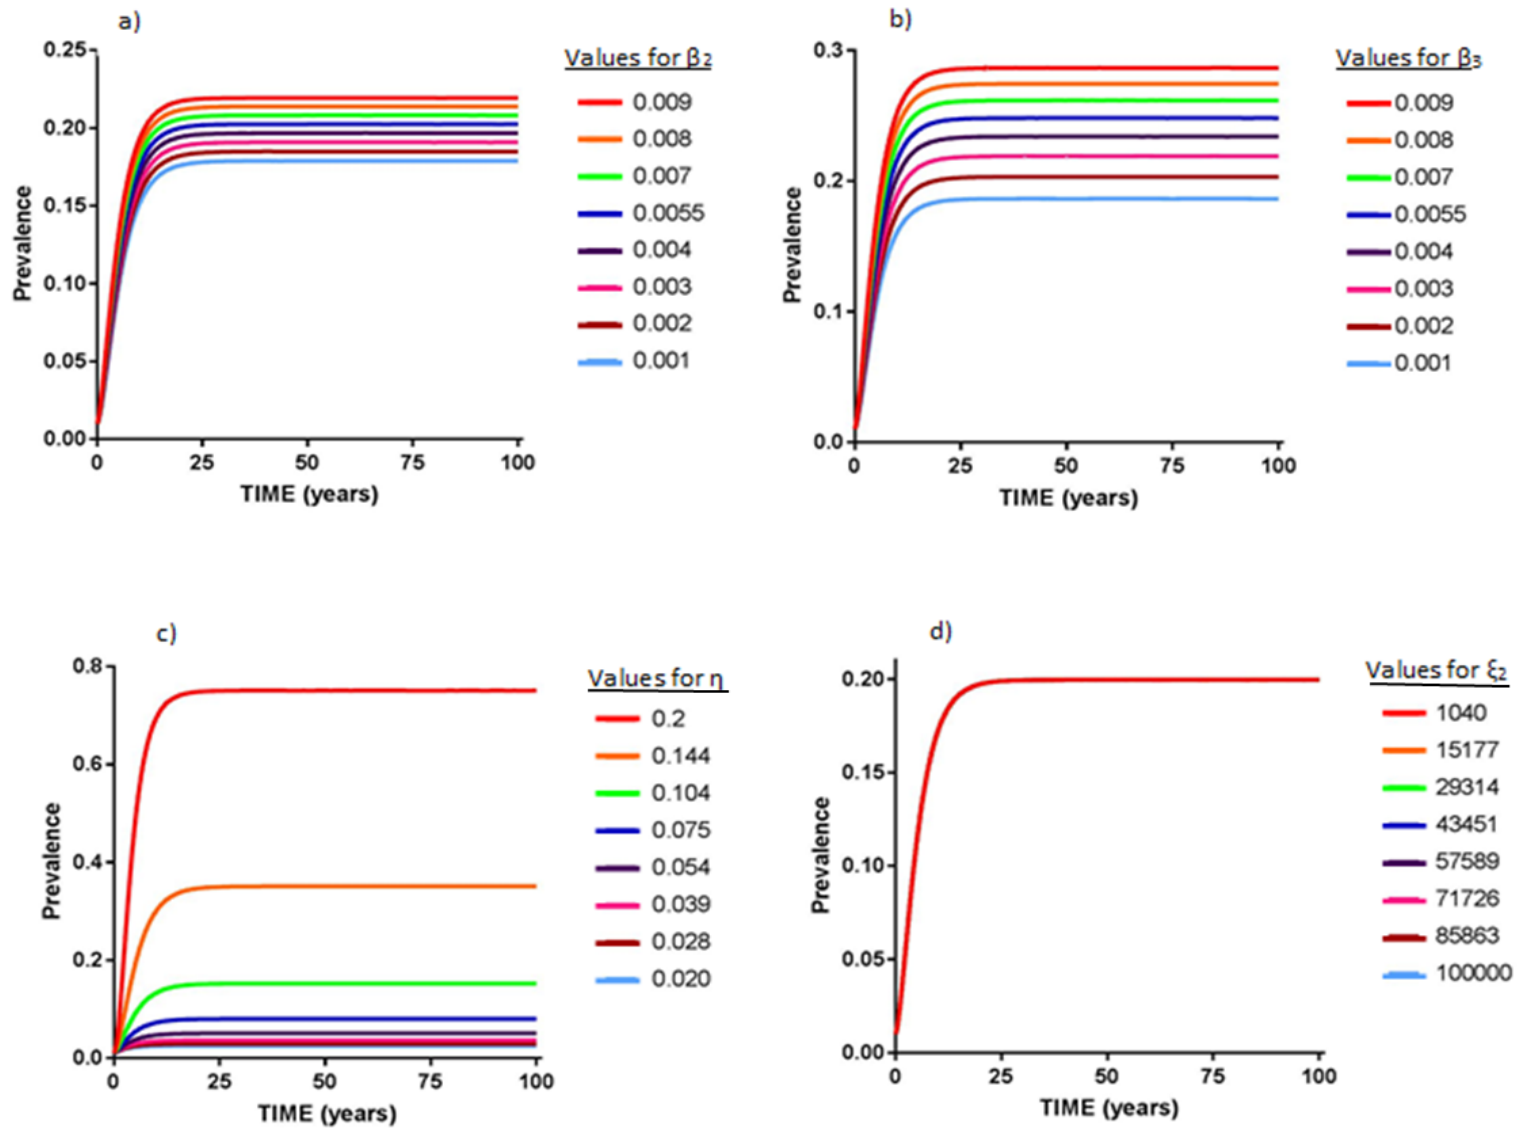 a)
Values for β2
0.25
0.20
0.15
0.10
0.05
0.00
Prevalence
0 25 50 75 100
TIME (years)
0.009
0.008
0.007
0.0055
0.004
0.003
0.002
0.001
b)
Values for β3
0.3
0.2
0.1
0.0
Prevalence
0 25 50 75 100
TIME (years)
0.009
0.008
0.007
0.0055
0.004
0.003
0.002
0.001
c)
Values for η
0.8
0.6
0.4
0.2
0.0
Prevalence
0 25 50 75 100
TIME (years)
0.2
0.144
0.104
0.075
0.054
0.039
0.028
0.020
d)
Values for ξ2
0.20
0.15
0.10
0.05
0.00
Prevalence
0 25 50 75 100
TIME (years)
1040
15177
29314
43451
57589
71726
85863
100000